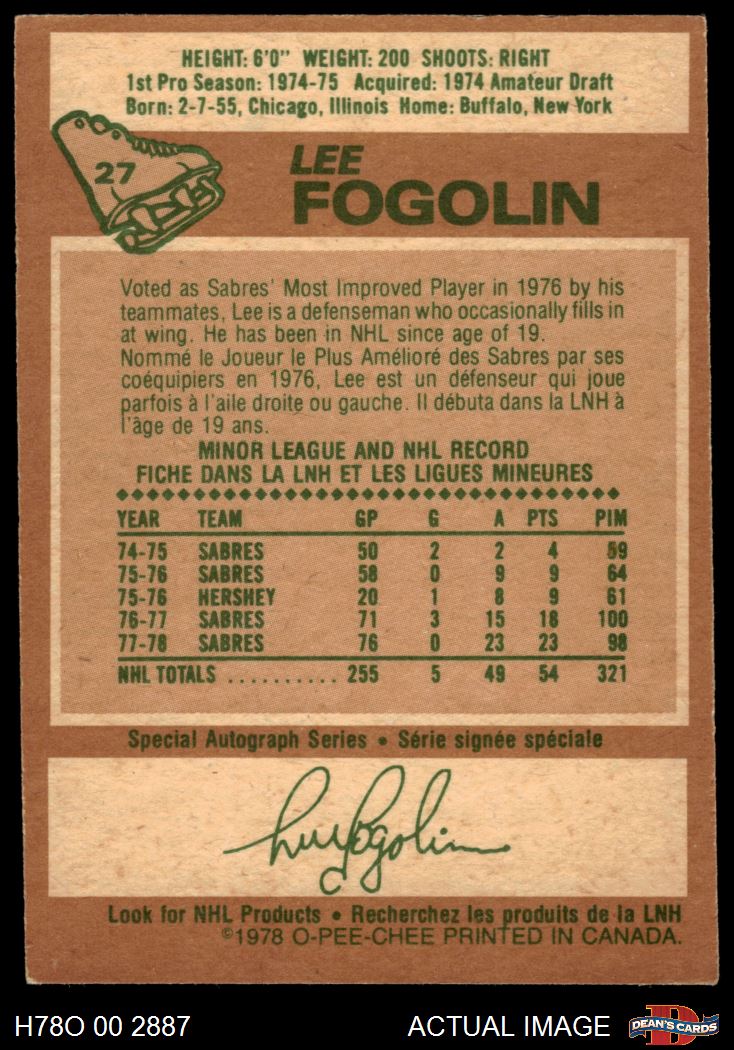 HEIGHT: 6'0" WEIGHT: 200 SHOOTS: RIGHT
1st Pro Season: 1974-75 Acquired: 1974 Amateur Draft
Born: 2-7-55, Chicago, Illinois Home: Buffalo, New York
27
LEE
FOGOLIN
Voted as Sabres' Most Improved Player in 1976 by his
teammates, Lee is a defenseman who occasionally fills in
at wing. He has been in NHL since age of 19.
Nommé le Joueur le Plus Amélioré des Sabres par ses
coéquipiers en 1976, Lee est un défenseur qui joue
parfois à l'aile droite ou gauche. Il débuta dans la LNH à
l'âge de 19 ans.
MINOR LEAGUE AND NHL RECORD
FICHE DANS LA LNH ET LES LIGUES MINEURES
YEAR TEAM GP G A PTS PIM
74-75 SABRES 50 2 2 4 59
75-76 SABRES 58 0 9 9 64
75-76 HERSHEY 20 1 8 9 61
76-77 SABRES 71 3 15 18 100
77-78 SABRES 76 0 23 23 98
NHL TOTALS .......... 255 5 49 54 321
Special Autograph Series • Série signée spéciale
Lee Fogolin
Look for NHL Products • Recherchez les produits de la LNH
©1978 O-PEE-CHEE PRINTED IN CANADA.
H78O 00 2887 ACTUAL IMAGE D DEAN'S CARDS